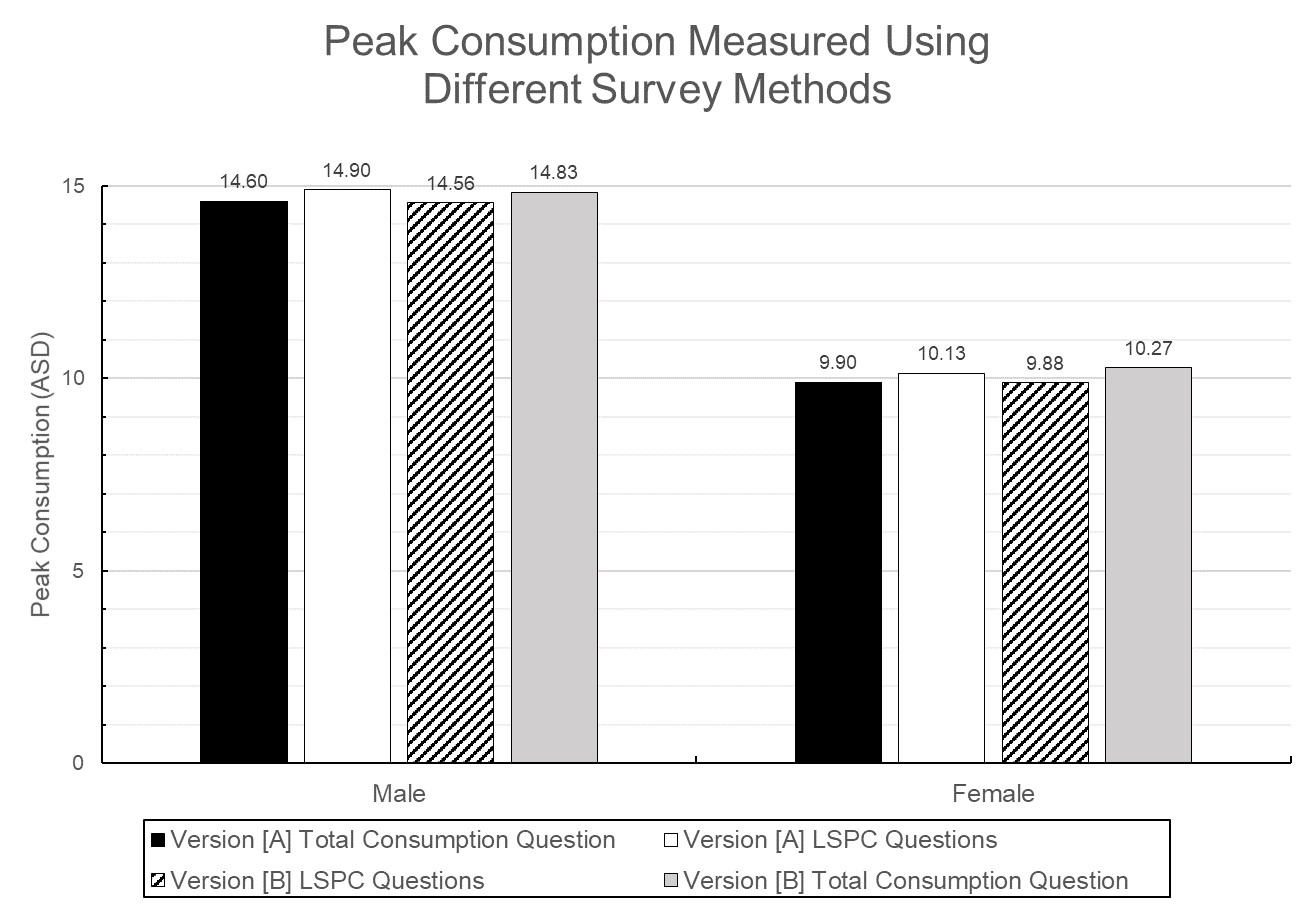 Peak Consumption Measured Using
Different Survey Methods
Peak Consumption (ASD)
15
10
5
0
14.60
14.90
14.56
14.83
9.90
10.13
9.88
10.27
Male
Female
Version [A] Total Consumption Question
Version [A] LSPC Questions
Version [B] LSPC Questions
Version [B] Total Consumption Question